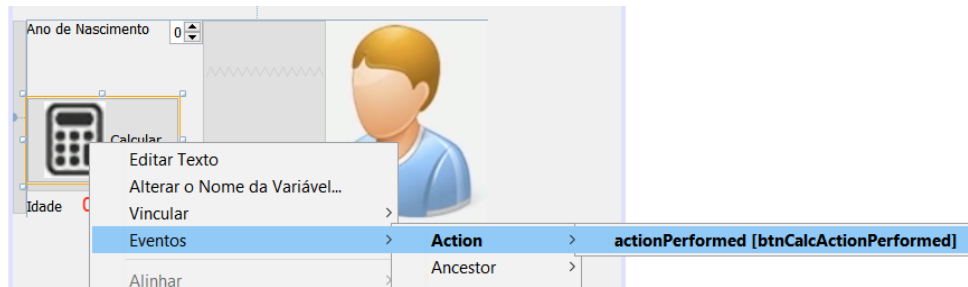 Ano de Nascimento 0
Calcular
Editar Texto
Alterar o Nome da Variável...
Idade 0
Vincular
Eventos Action actionPerformed [btnCalcActionPerformed]
Ancestor
Alinhar